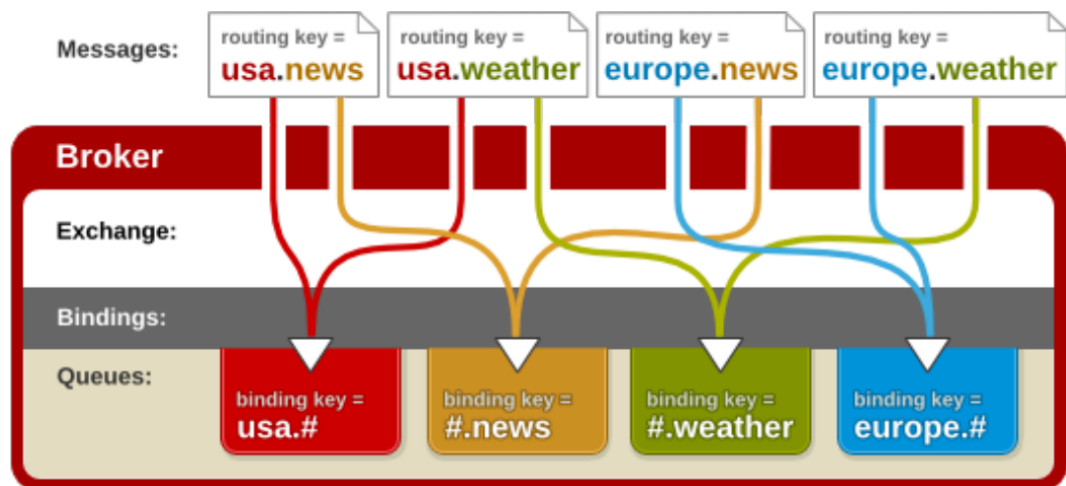 Messages:
routing key =
usa.news
routing key =
usa.weather
routing key =
europe.news
routing key =
europe.weather
Broker
Exchange:
Bindings:
Queues:
binding key =
usa.#
binding key =
#.news
binding key =
#.weather
binding key =
europe.#